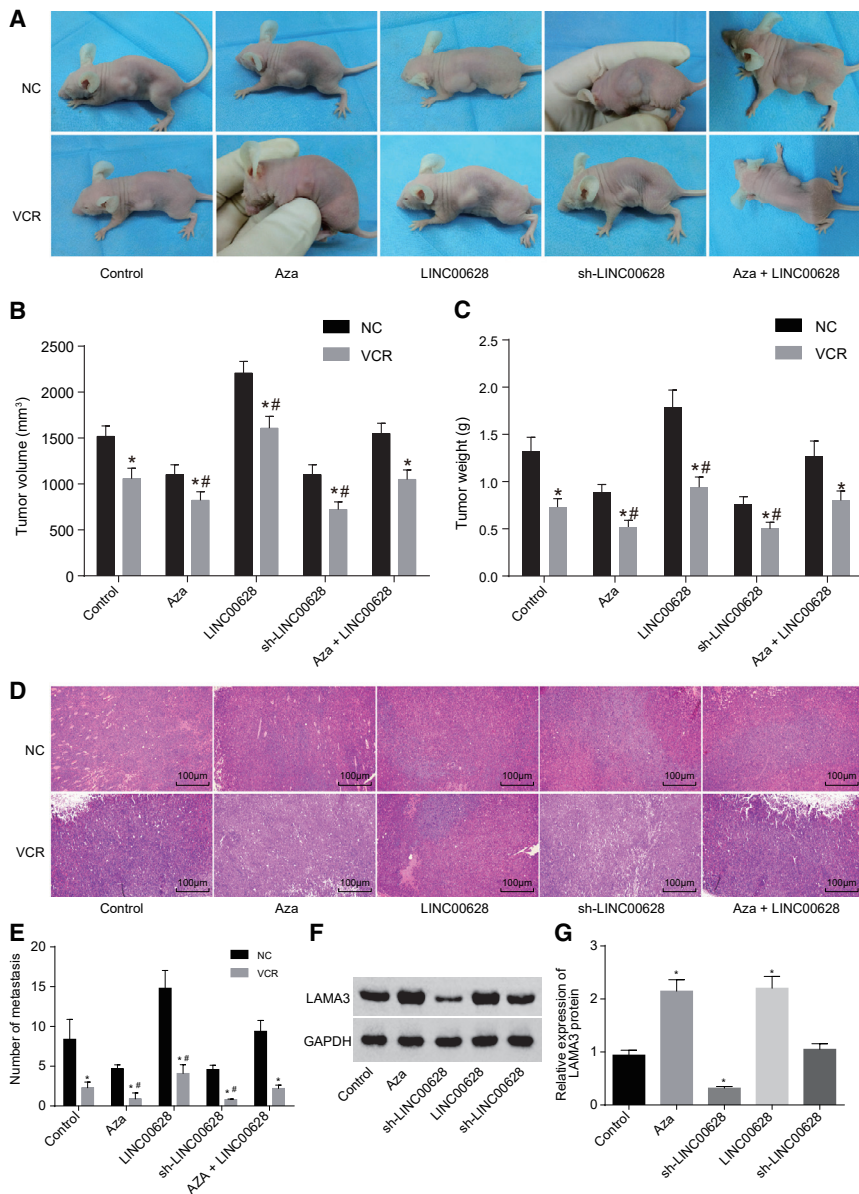 A
NC
VCR
Control Aza LINC00628 sh-LINC00628 Aza + LINC00628
B
NC
VCR
Tumor volume (mm³)
2500
2000
1500
1000
500
0
*
*#
*#
*#
*
Control Aza LINC00628 sh-LINC00628 Aza + LINC00628
C
NC
VCR
Tumor weight (g)
2.5
2.0
1.5
1.0
0.5
0.0
*
*#
*#
*#
*
Control Aza LINC00628 sh-LINC00628 Aza + LINC00628
D
NC
100µm 100µm 100µm 100µm 100µm
VCR
100µm 100µm 100µm 100µm 100µm
Control Aza LINC00628 sh-LINC00628 Aza + LINC00628
E
NC
VCR
Number of metastasis
20
15
10
5
0
*
*#
*#
*#
*
Control Aza LINC00628 sh-LINC00628 AZA + LINC00628
F
LAMA3
GAPDH
Control Aza sh-LINC00628 LINC00628 sh-LINC00628
G
Relative expression of
LAMA3 protein
3
2
1
0
*
*
*
Control Aza sh-LINC00628 LINC00628 sh-LINC00628